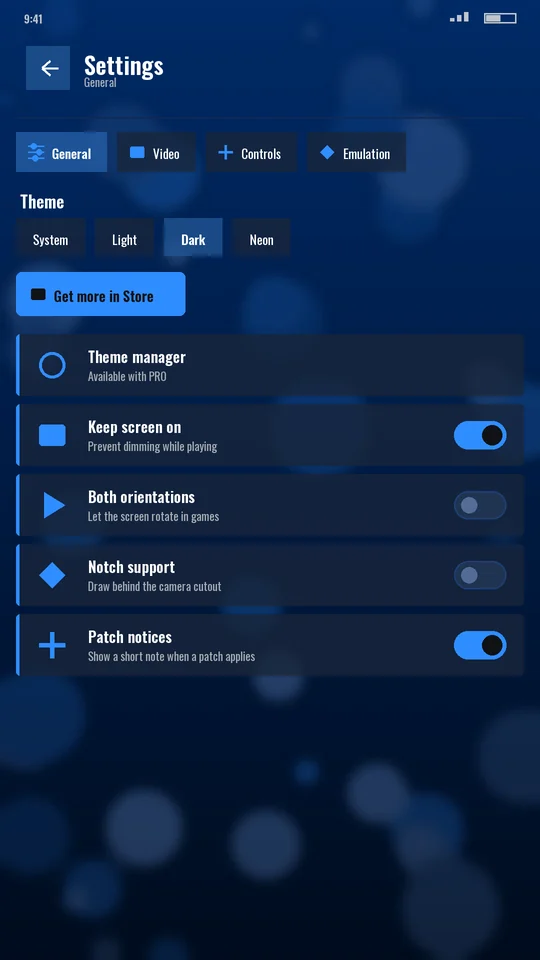 9:41
Settings
General
General
Video
Controls
Emulation
Theme
System
Light
Dark
Neon
Get more in Store
Theme manager
Available with PRO
Keep screen on
Prevent dimming while playing
Both orientations
Let the screen rotate in games
Notch support
Draw behind the camera cutout
Patch notices
Show a short note when a patch applies